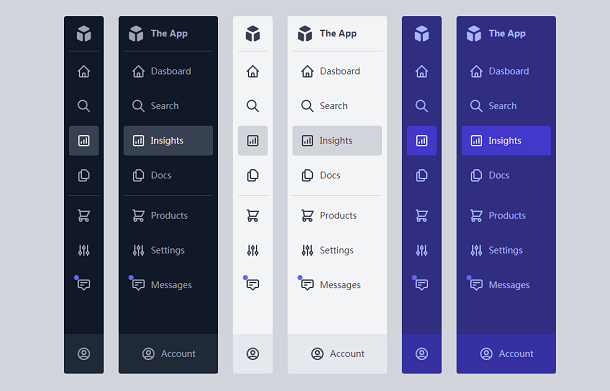 The App
Dasboard
Search
Insights
Docs
Products
Settings
Messages
Account
The App
Dasboard
Search
Insights
Docs
Products
Settings
Messages
Account
The App
Dasboard
Search
Insights
Docs
Products
Settings
Messages
Account